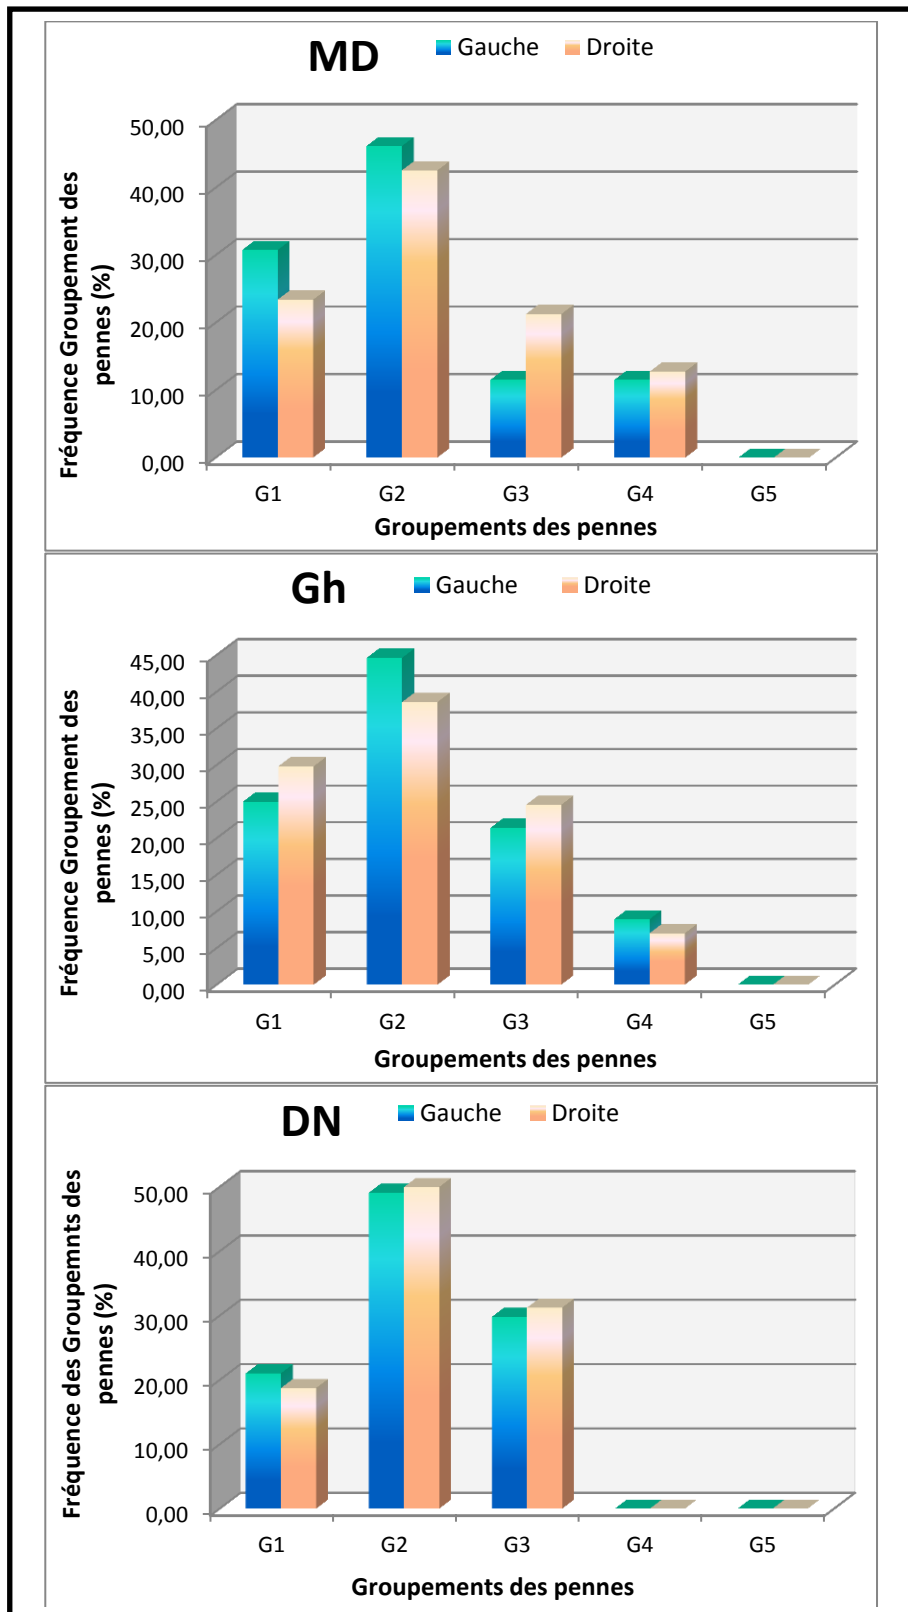 MD
Gauche Droite
Fréquence Groupement des
pennes (%)
50,00
40,00
30,00
20,00
10,00
0,00
G1 G2 G3 G4 G5
Groupements des pennes
Gh
Gauche Droite
Fréquence Groupement des
pennes (%)
45,00
40,00
35,00
30,00
25,00
20,00
15,00
10,00
5,00
0,00
G1 G2 G3 G4 G5
Groupements des pennes
DN
Gauche Droite
Fréquence des Groupemnts des
pennes (%)
50,00
40,00
30,00
20,00
10,00
0,00
G1 G2 G3 G4 G5
Groupements des pennes